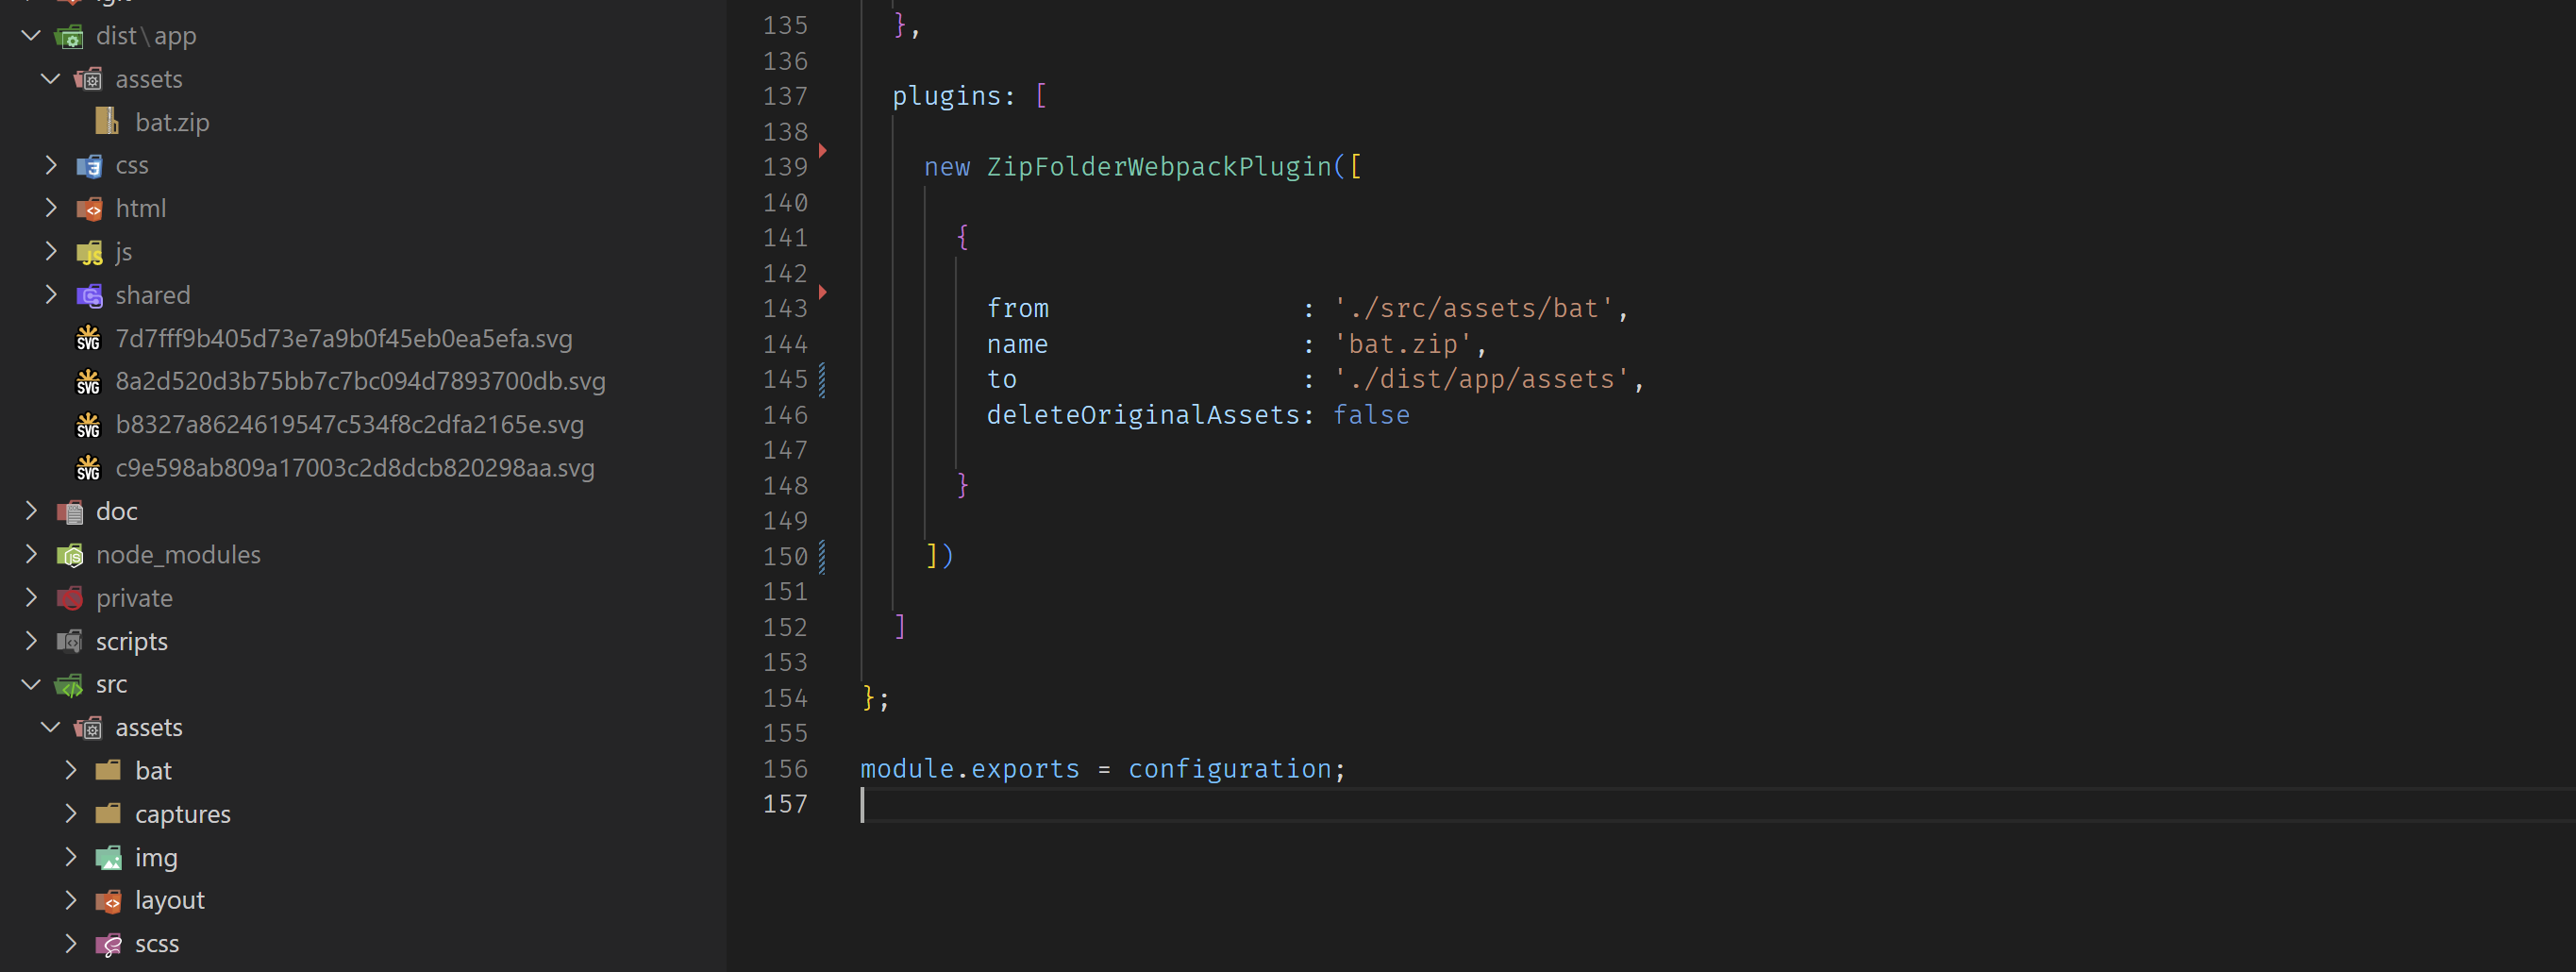 dist\app
assets
bat.zip
css
html
js
shared
7d7fff9b405d73e7a9b0f45eb0ea5efa.svg
8a2d520d3b75bb7c7bc094d7893700db.svg
b8327a8624619547c534f8c2dfa2165e.svg
c9e598ab809a17003c2d8dcb820298aa.svg
doc
node_modules
private
scripts
src
assets
bat
captures
img
layout
scss
135 },
136
137 plugins: [
138
139 new ZipFolderWebpackPlugin([
140
141 {
142
143 from : './src/assets/bat',
144 name : 'bat.zip',
145 to : './dist/app/assets',
146 deleteOriginalAssets: false
147
148 }
149
150 ])
151
152 ]
153
154 };
155
156 module.exports = configuration;
157